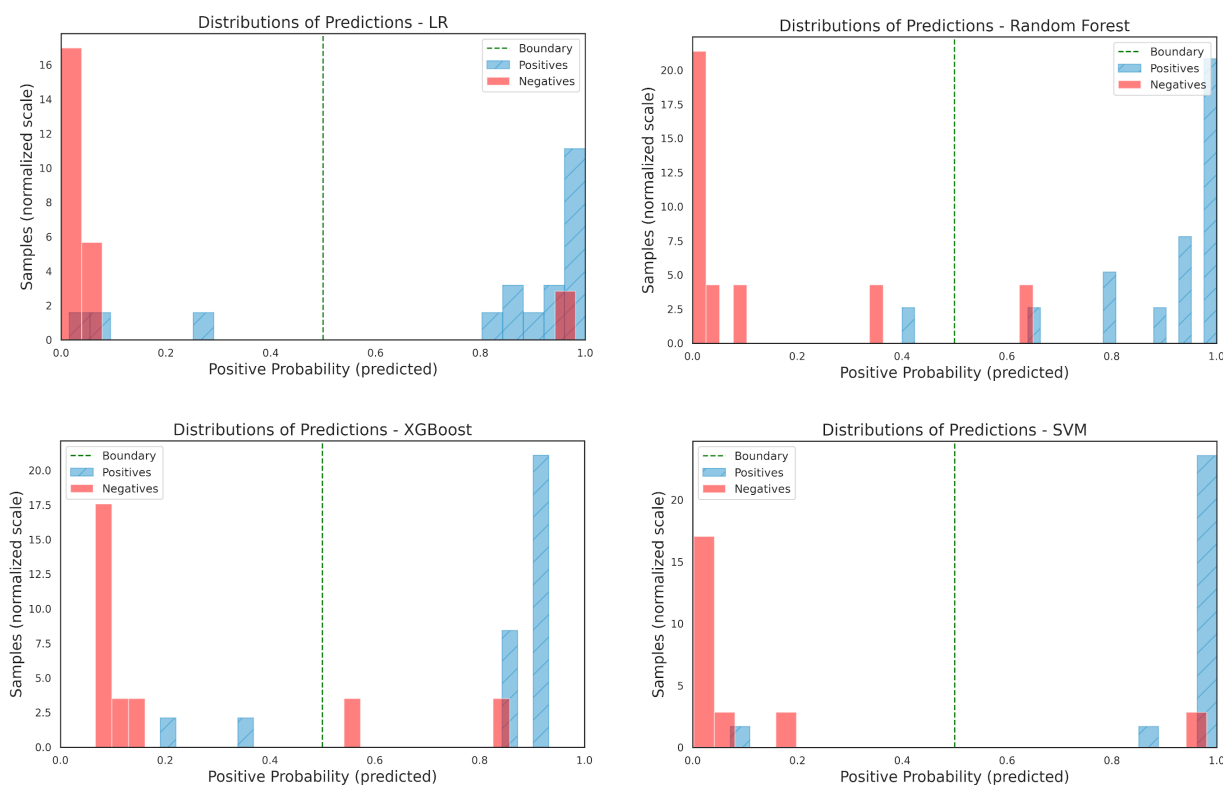 Distributions of Predictions - LR
Samples (normalized scale)
16
14
12
10
8
6
4
2
0
0.0 0.2 0.4 0.6 0.8 1.0
Positive Probability (predicted)
Boundary
Positives
Negatives
Distributions of Predictions - Random Forest
Samples (normalized scale)
20.0
17.5
15.0
12.5
10.0
7.5
5.0
2.5
0.0
0.2 0.4 0.6 0.8 1.0
Positive Probability (predicted)
Boundary
Positives
Negatives
Distributions of Predictions - XGBoost
Samples (normalized scale)
20.0
17.5
15.0
12.5
10.0
7.5
5.0
2.5
0.0
0.0 0.2 0.4 0.6 0.8 1.0
Positive Probability (predicted)
Boundary
Positives
Negatives
Distributions of Predictions - SVM
Samples (normalized scale)
20
15
10
5
0
0.0 0.2 0.4 0.6 0.8 1.0
Positive Probability (predicted)
Boundary
Positives
Negatives